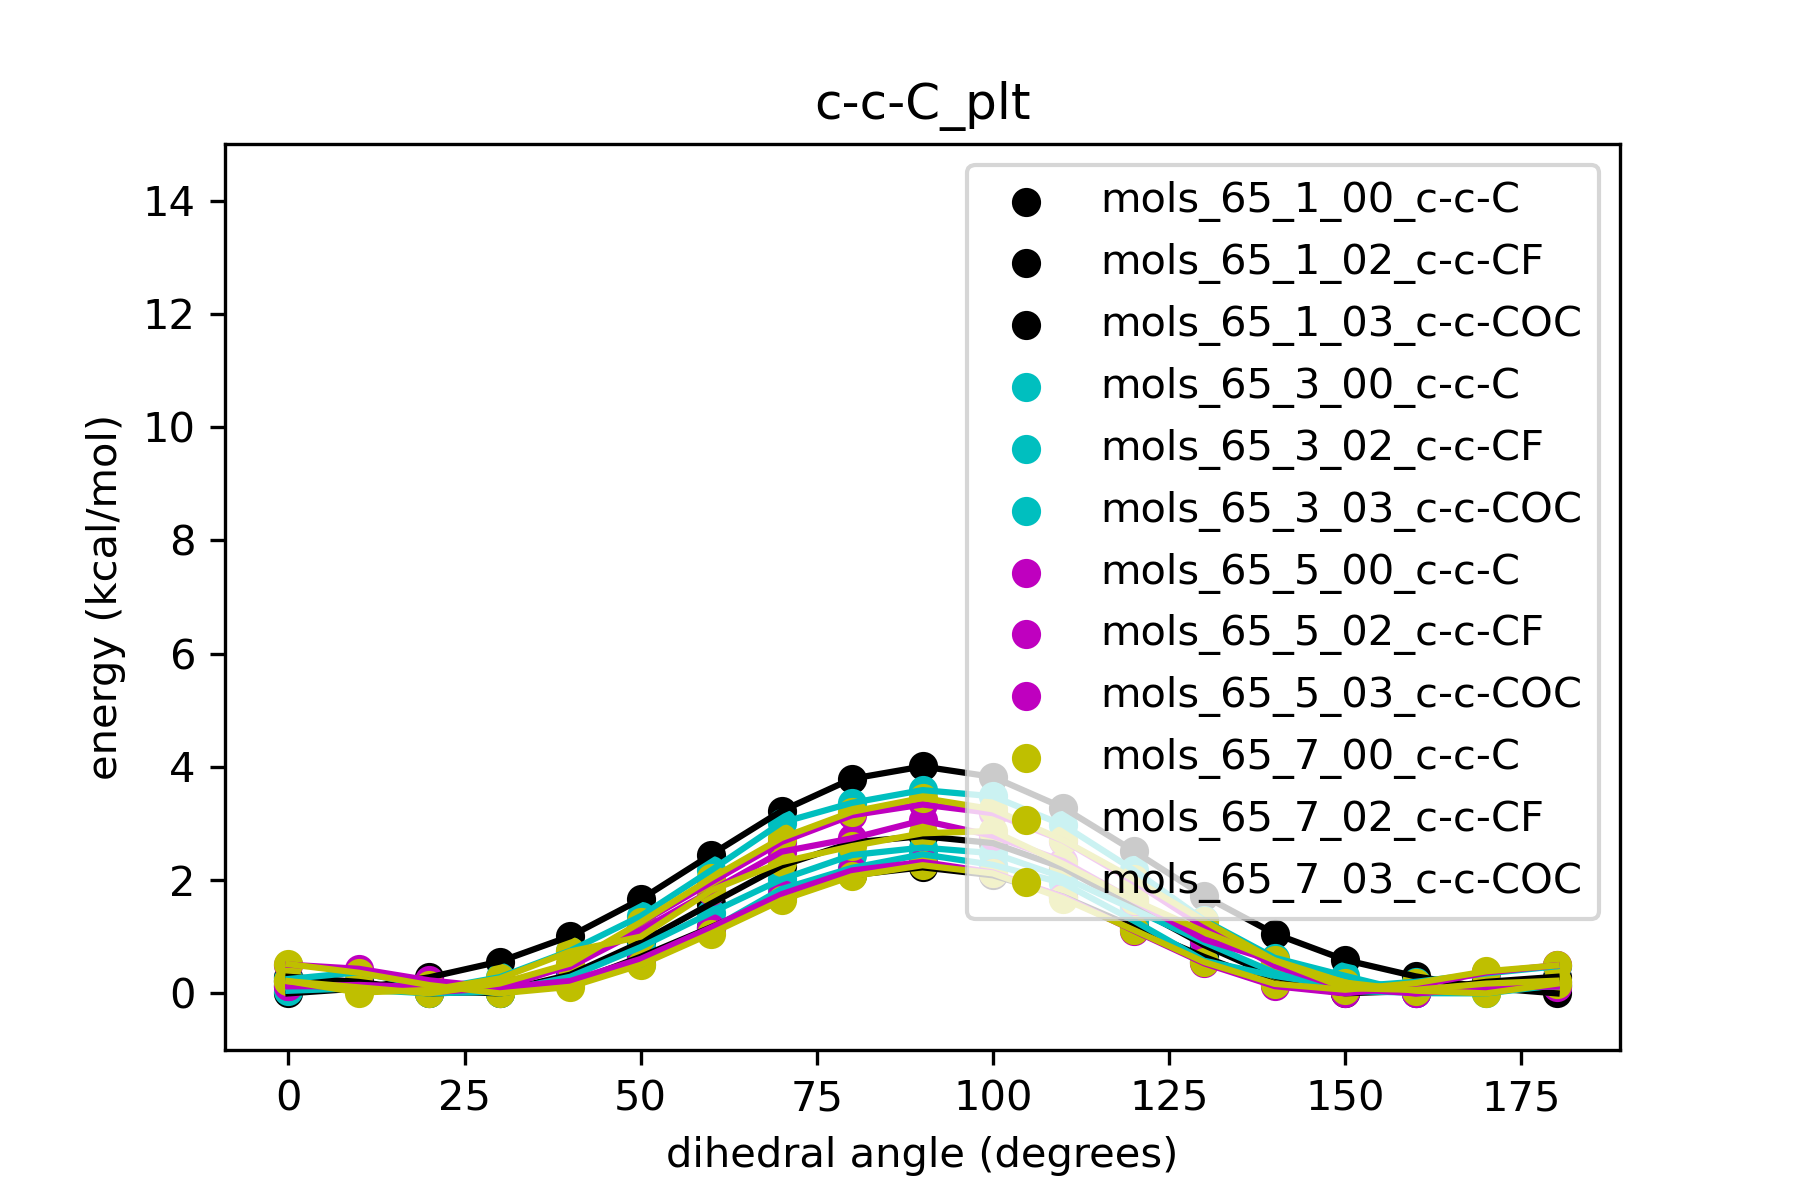 c-c-C_plt
14
12
10
8
6
4
2
0
energy (kcal/mol)
mols_65_1_00_c-c-C
mols_65_1_02_c-c-CF
mols_65_1_03_c-c-COC
mols_65_3_00_c-c-C
mols_65_3_02_c-c-CF
mols_65_3_03_c-c-COC
mols_65_5_00_c-c-C
mols_65_5_02_c-c-CF
mols_65_5_03_c-c-COC
mols_65_7_00_c-c-C
mols_65_7_02_c-c-CF
mols_65_7_03_c-c-COC
0 25 50 75 100 125 150 175
dihedral angle (degrees)